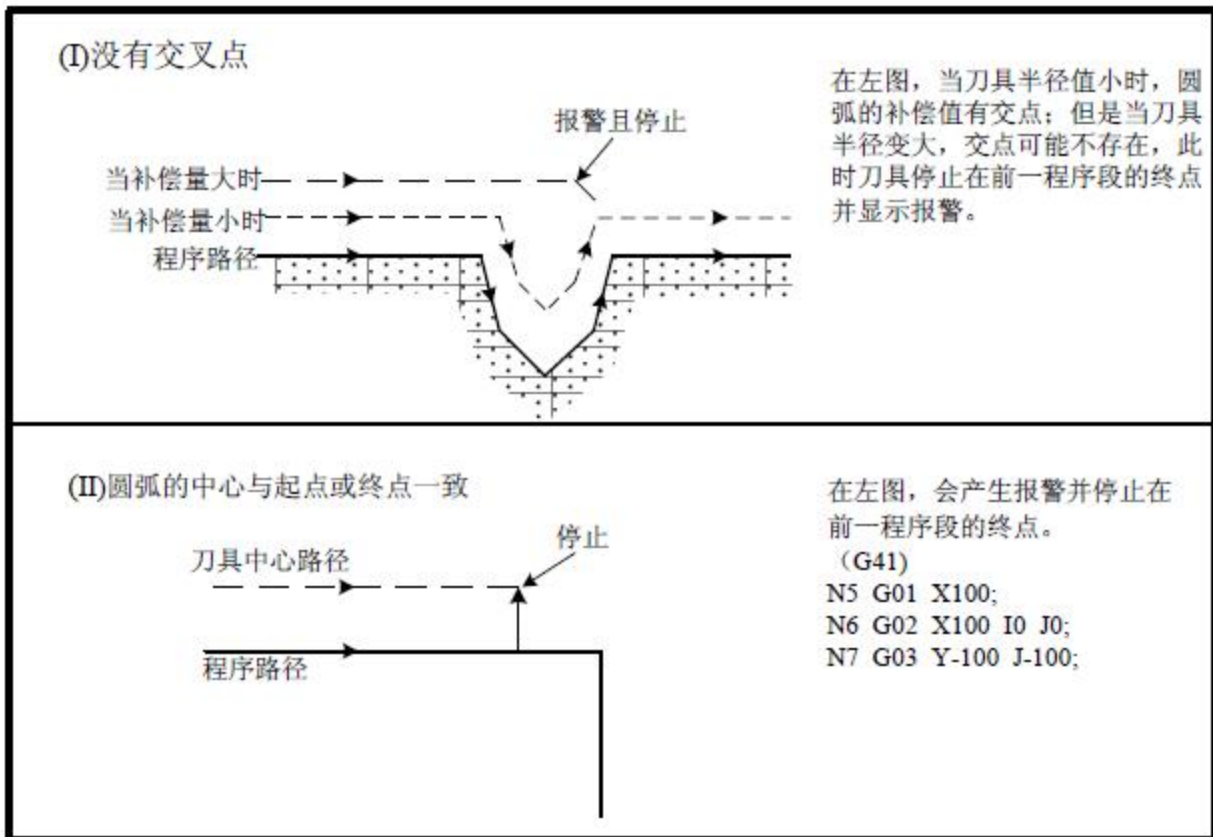 (I)没有交叉点
报警且停止
当补偿量大时
当补偿量小时
程序路径
在左图，当刀具半径值小时，圆
弧的补偿值有交点；但是当刀具
半径变大，交点可能不存在，此
时刀具停止在前一程序段的终点
并显示报警。
(II)圆弧的中心与起点或终点一致
停止
刀具中心路径
程序路径
在左图，会产生报警并停止在
前一程序段的终点。
（G41)
N5 G01 X100;
N6 G02 X100 I0 J0;
N7 G03 Y-100 J-100;